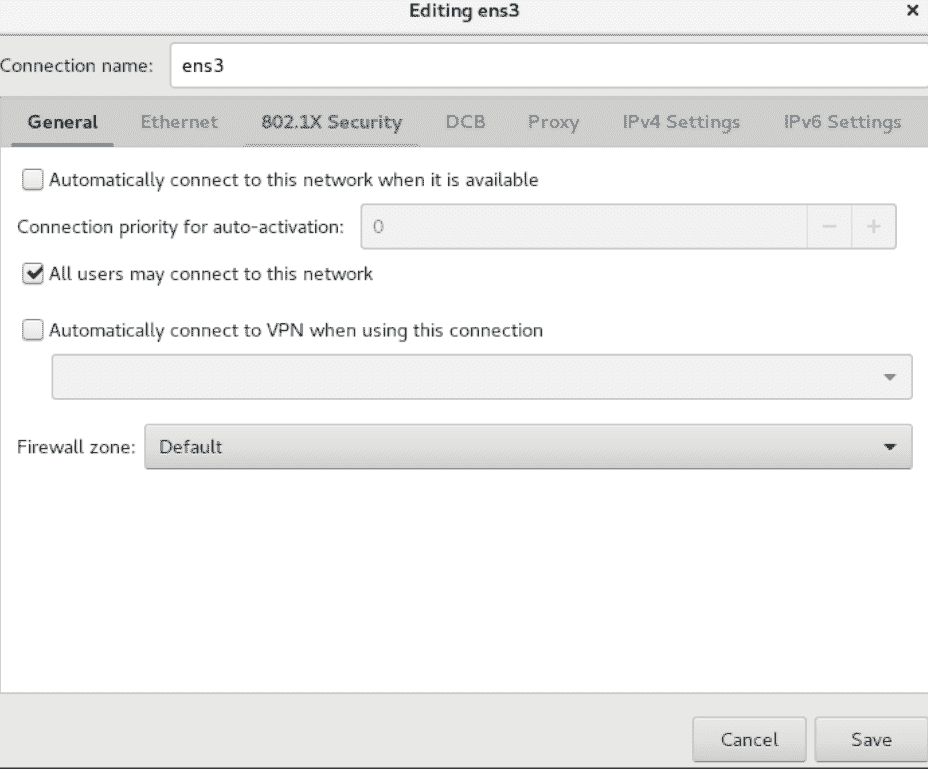 Editing ens3
Connection name: ens3
General Ethernet 802.1X Security DCB Proxy IPv4 Settings IPv6 Settings
Automatically connect to this network when it is available
Connection priority for auto-activation: 0 − +
All users may connect to this network
Automatically connect to VPN when using this connection
Firewall zone: Default
Cancel Save